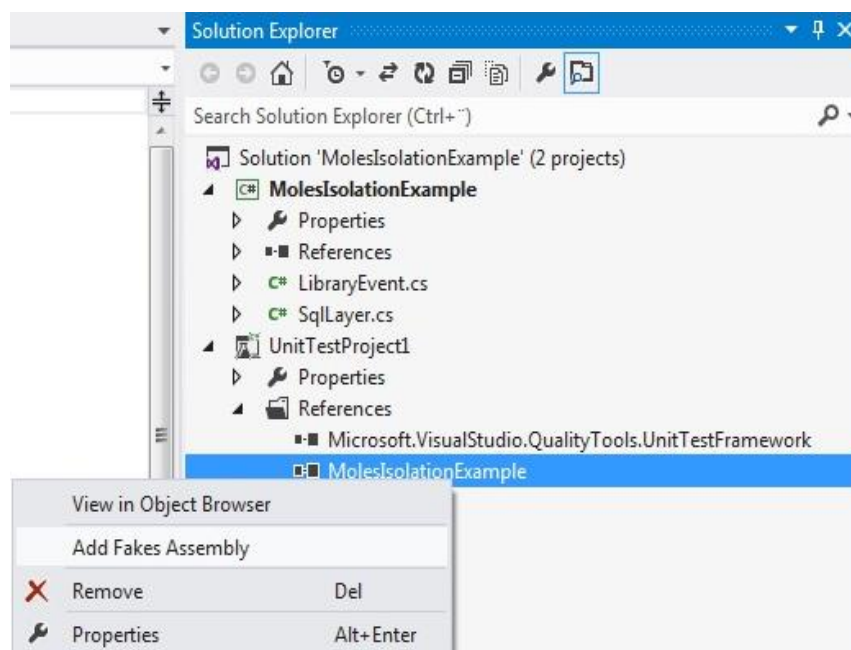 Solution Explorer
Search Solution Explorer (Ctrl+¨)
Solution 'MolesIsolationExample' (2 projects)
C# MolesIsolationExample
Properties
References
C# LibraryEvent.cs
C# SqlLayer.cs
UnitTestProject1
Properties
References
Microsoft.VisualStudio.QualityTools.UnitTestFramework
MolesIsolationExample
View in Object Browser
Add Fakes Assembly
Remove Del
Properties Alt+Enter